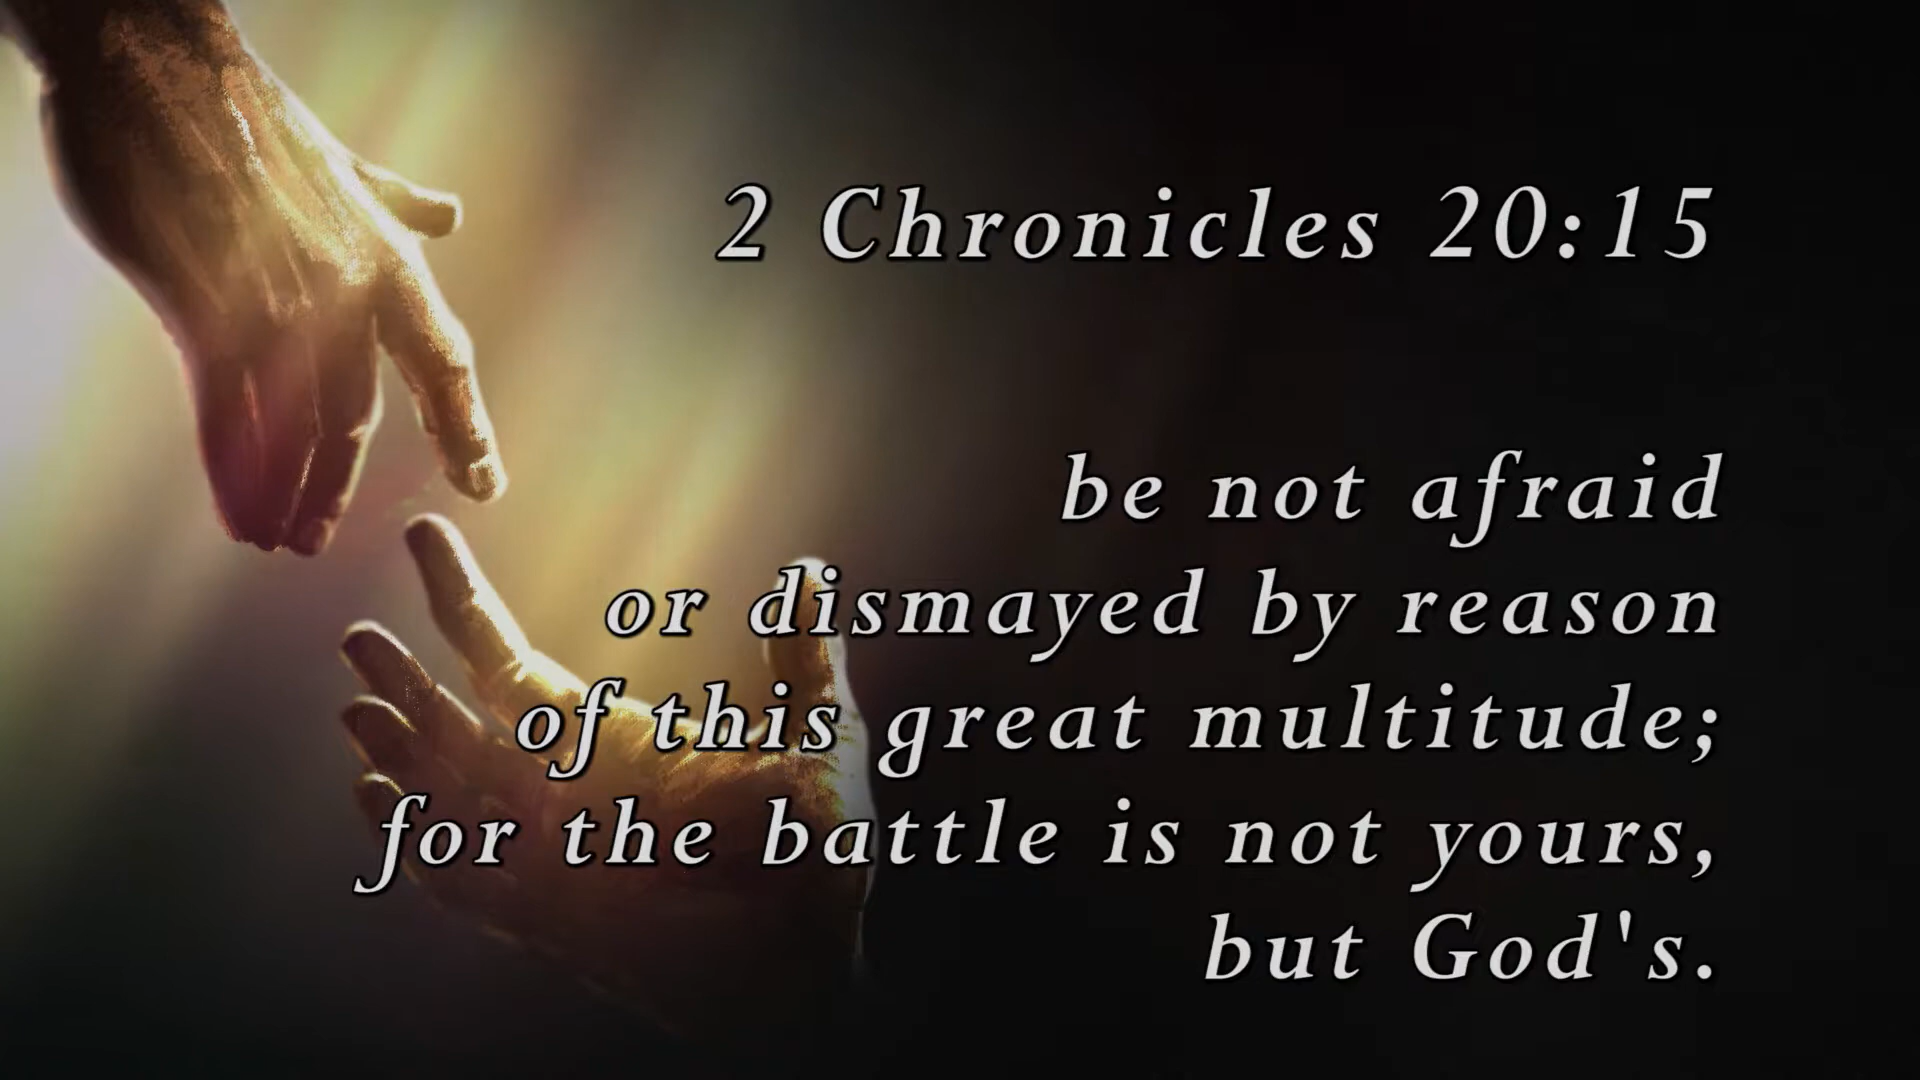 2 Chronicles 20:15
be not afraid
or dismayed by reason
of this great multitude;
for the battle is not yours,
but God's.